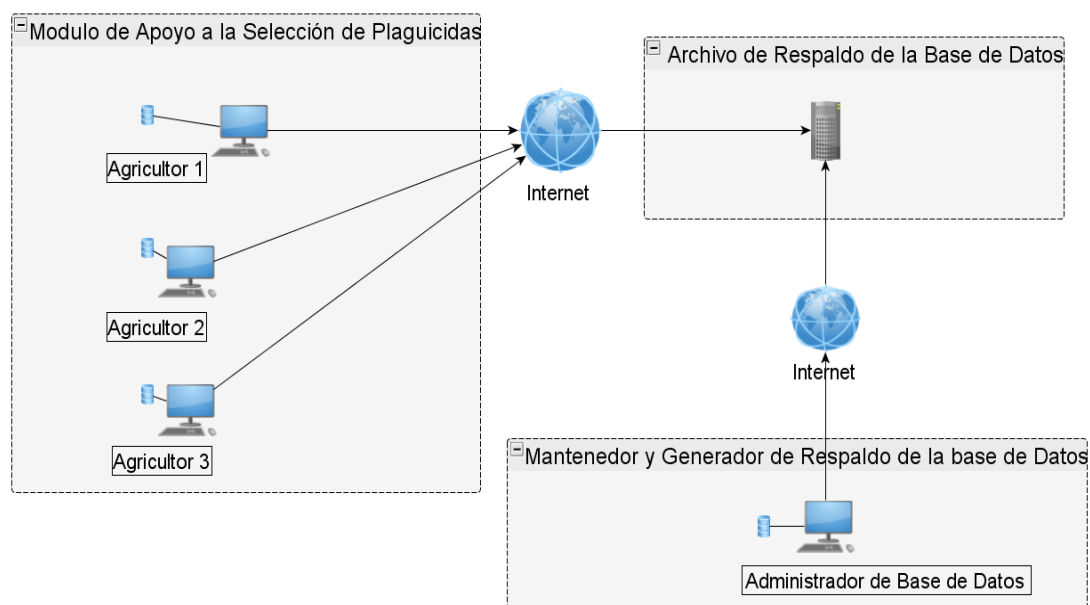 Modulo de Apoyo a la Selección de Plaguicidas
Agricultor 1
Agricultor 2
Agricultor 3
Internet
Archivo de Respaldo de la Base de Datos
Internet
Mantenedor y Generador de Respaldo de la base de Datos
Administrador de Base de Datos